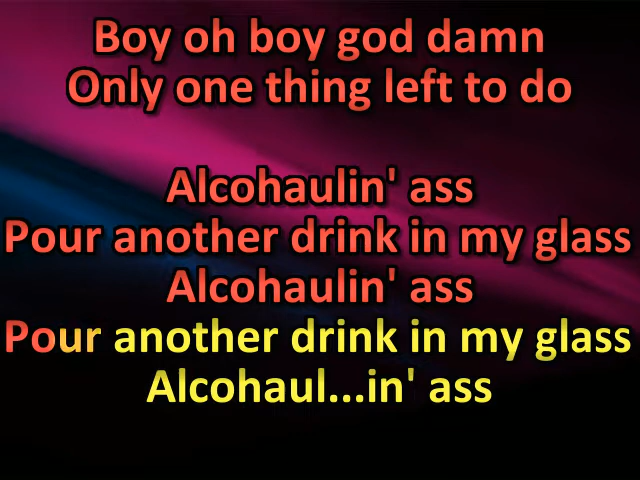 Boy oh boy god damn
Only one thing left to do
Alcohaulin' ass
Pour another drink in my glass
Alcohaulin' ass
Pour another drink in my glass
Alcohaul...in' ass